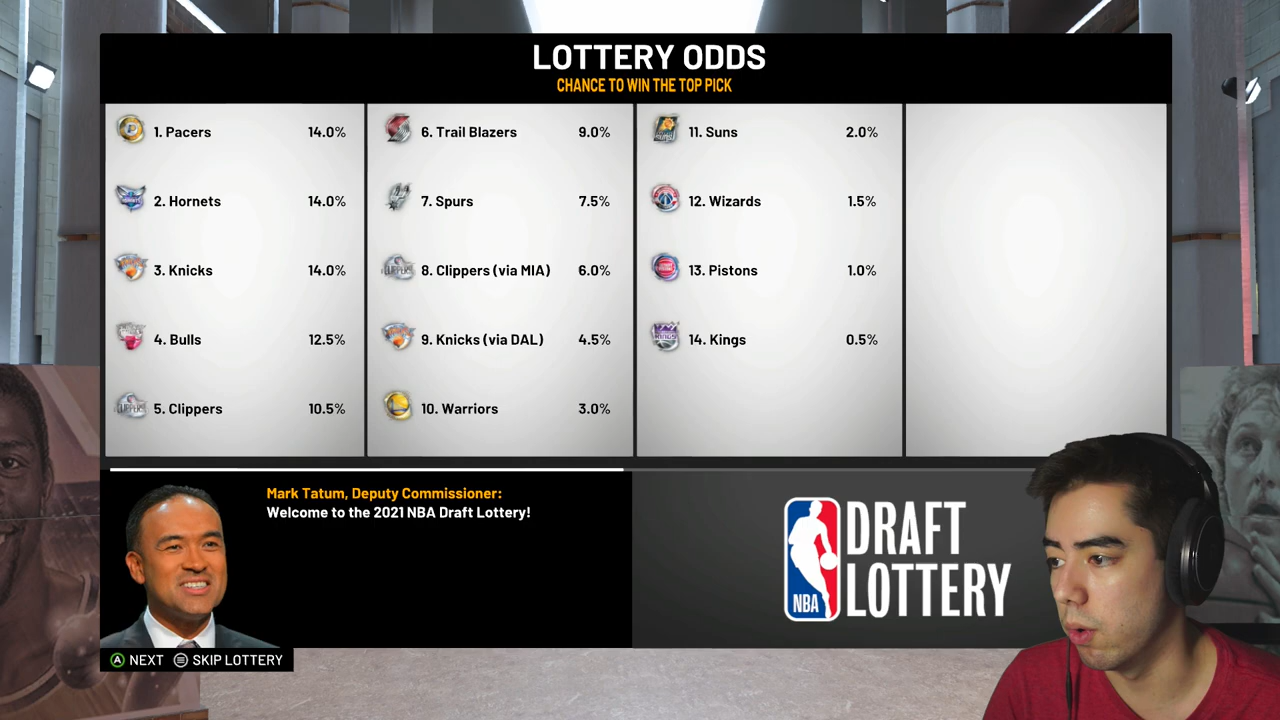 LOTTERY ODDS
CHANCE TO WIN THE TOP PICK
1. Pacers 14.0%
2. Hornets 14.0%
3. Knicks 14.0%
4. Bulls 12.5%
5. Clippers 10.5%
6. Trail Blazers 9.0%
7. Spurs 7.5%
8. Clippers (via MIA) 6.0%
9. Knicks (via DAL) 4.5%
10. Warriors 3.0%
11. Suns 2.0%
12. Wizards 1.5%
13. Pistons 1.0%
14. Kings 0.5%
Mark Tatum, Deputy Commissioner:
Welcome to the 2021 NBA Draft Lottery!
NBA
DRAFT
LOTTERY
A NEXT SKIP LOTTERY